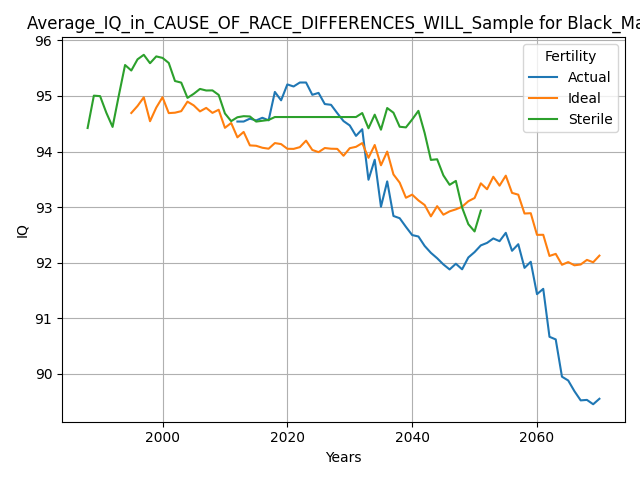 Average_IQ_in_CAUSE_OF_RACE_DIFFERENCES_WILL_Sample for Black_Ma
96
95
94
93
92
91
90
IQ
2000
2020
2040
2060
Years
Fertility
Actual
Ideal
Sterile